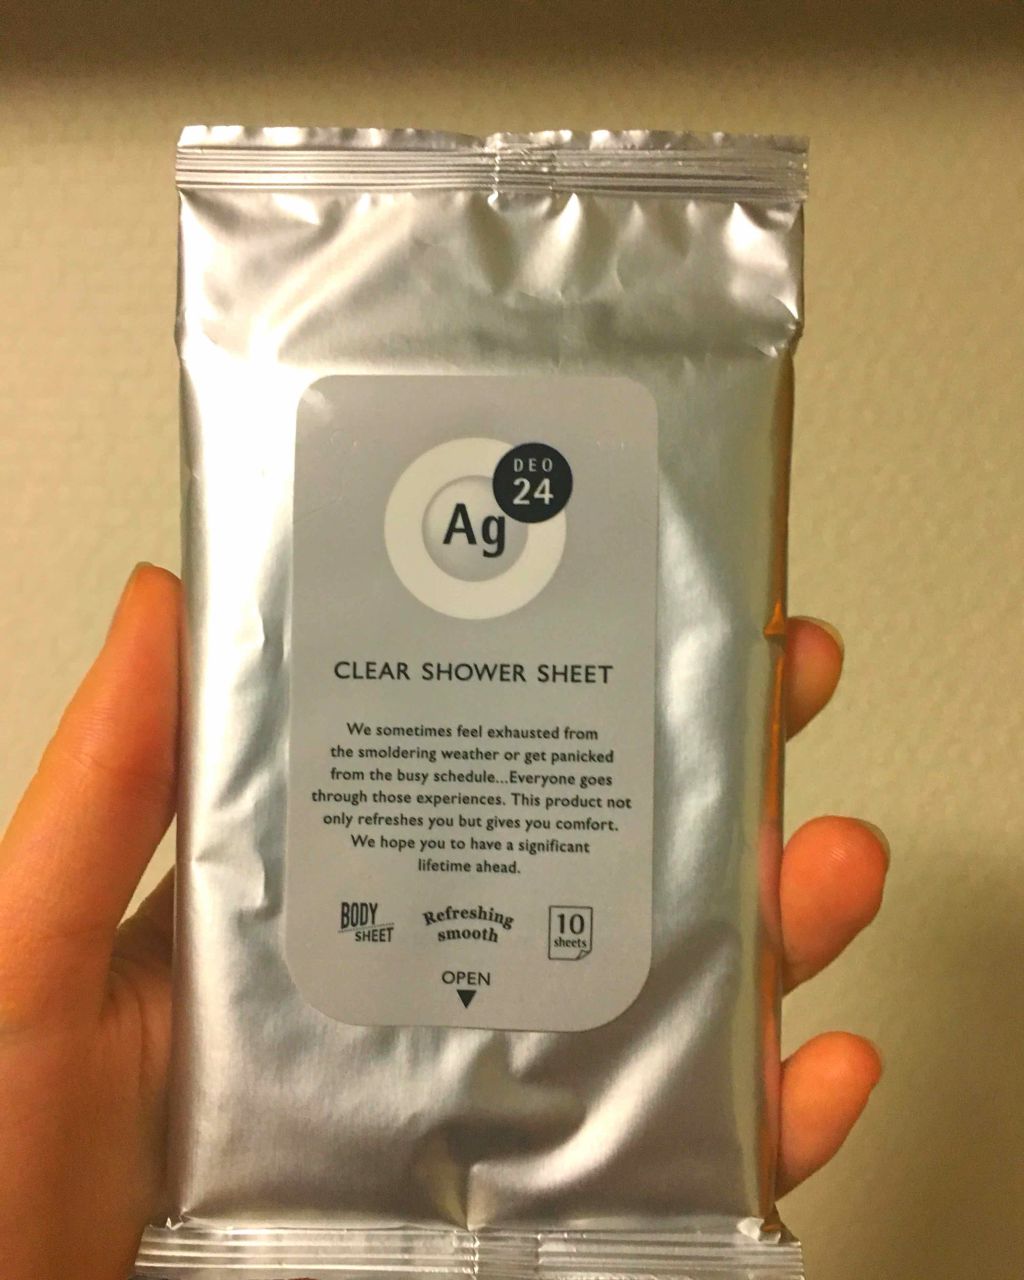 DEO
24
Ag
CLEAR SHOWER SHEET
We sometimes feel exhausted from
the smoldering weather or get panicked
from the busy schedule...Everyone goes
through those experiences. This product not
only refreshes you but gives you comfort.
We hope you to have a significant
lifetime ahead.
BODY
SHEET
Refreshing
smooth
10
sheets
OPEN